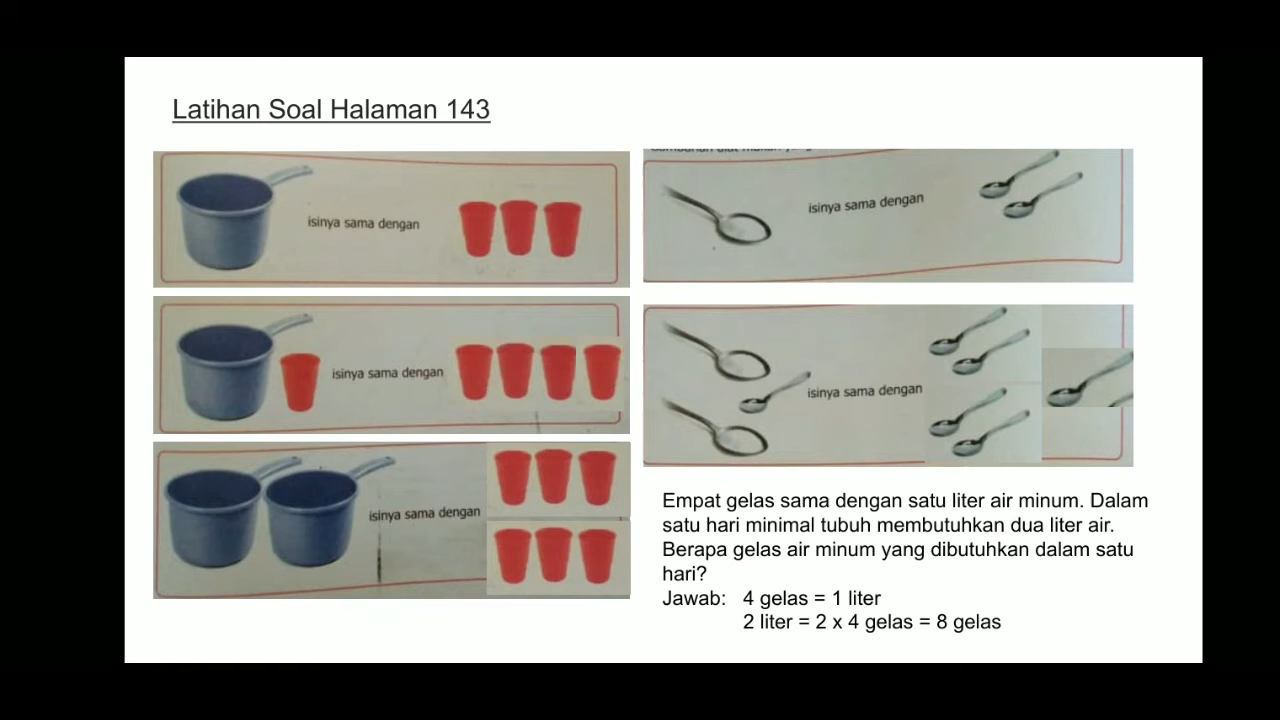 Latihan Soal Halaman 143
isinya sama dengan
isinya sama dengan
isinya sama dengan
isinya sama dengan
isinya sama dengan
Empat gelas sama dengan satu liter air minum. Dalam
satu hari minimal tubuh membutuhkan dua liter air.
Berapa gelas air minum yang dibutuhkan dalam satu
hari?
Jawab: 4 gelas = 1 liter
2 liter = 2 x 4 gelas = 8 gelas